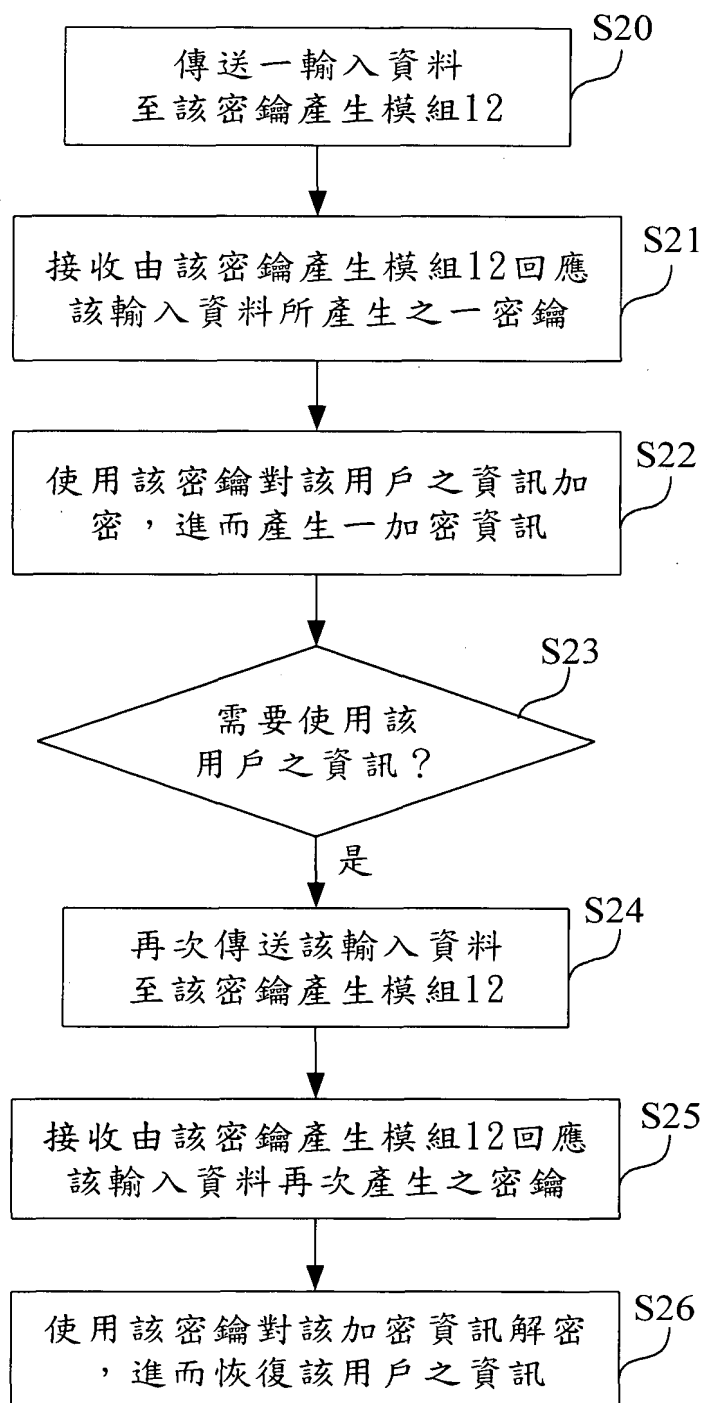 S20
傳送一輸入資料
至該密鑰產生模組12
S21
接收由該密鑰產生模組12回應
該輸入資料所產生之一密鑰
S22
使用該密鑰對該用戶之資訊加
密，進而產生一加密資訊
S23
需要使用該
用戶之資訊？
是
S24
再次傳送該輸入資料
至該密鑰產生模組12
S25
接收由該密鑰產生模組12回應
該輸入資料再次產生之密鑰
S26
使用該密鑰對該加密資訊解密
，進而恢復該用戶之資訊